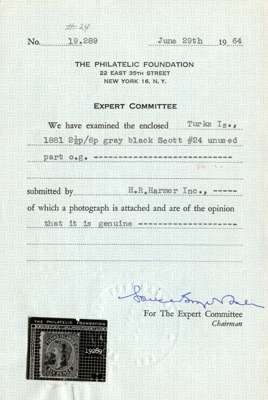 #24
No. 19,289 June 29th 1964
THE PHILATELIC FOUNDATION
22 EAST 35TH STREET
NEW YORK 16, N. Y.
EXPERT COMMITTEE
We have examined the enclosed Turks Is.,
1881 2½p/6p gray black Scott #24 unused
part o.g. ----------------------------
submitted by H.R.Harmer Inc., -----
of which a photograph is attached and are of the opinion
that it is genuine ------------------
For The Expert Committee
Chairman
THE PHILATELIC FOUNDATION
19289